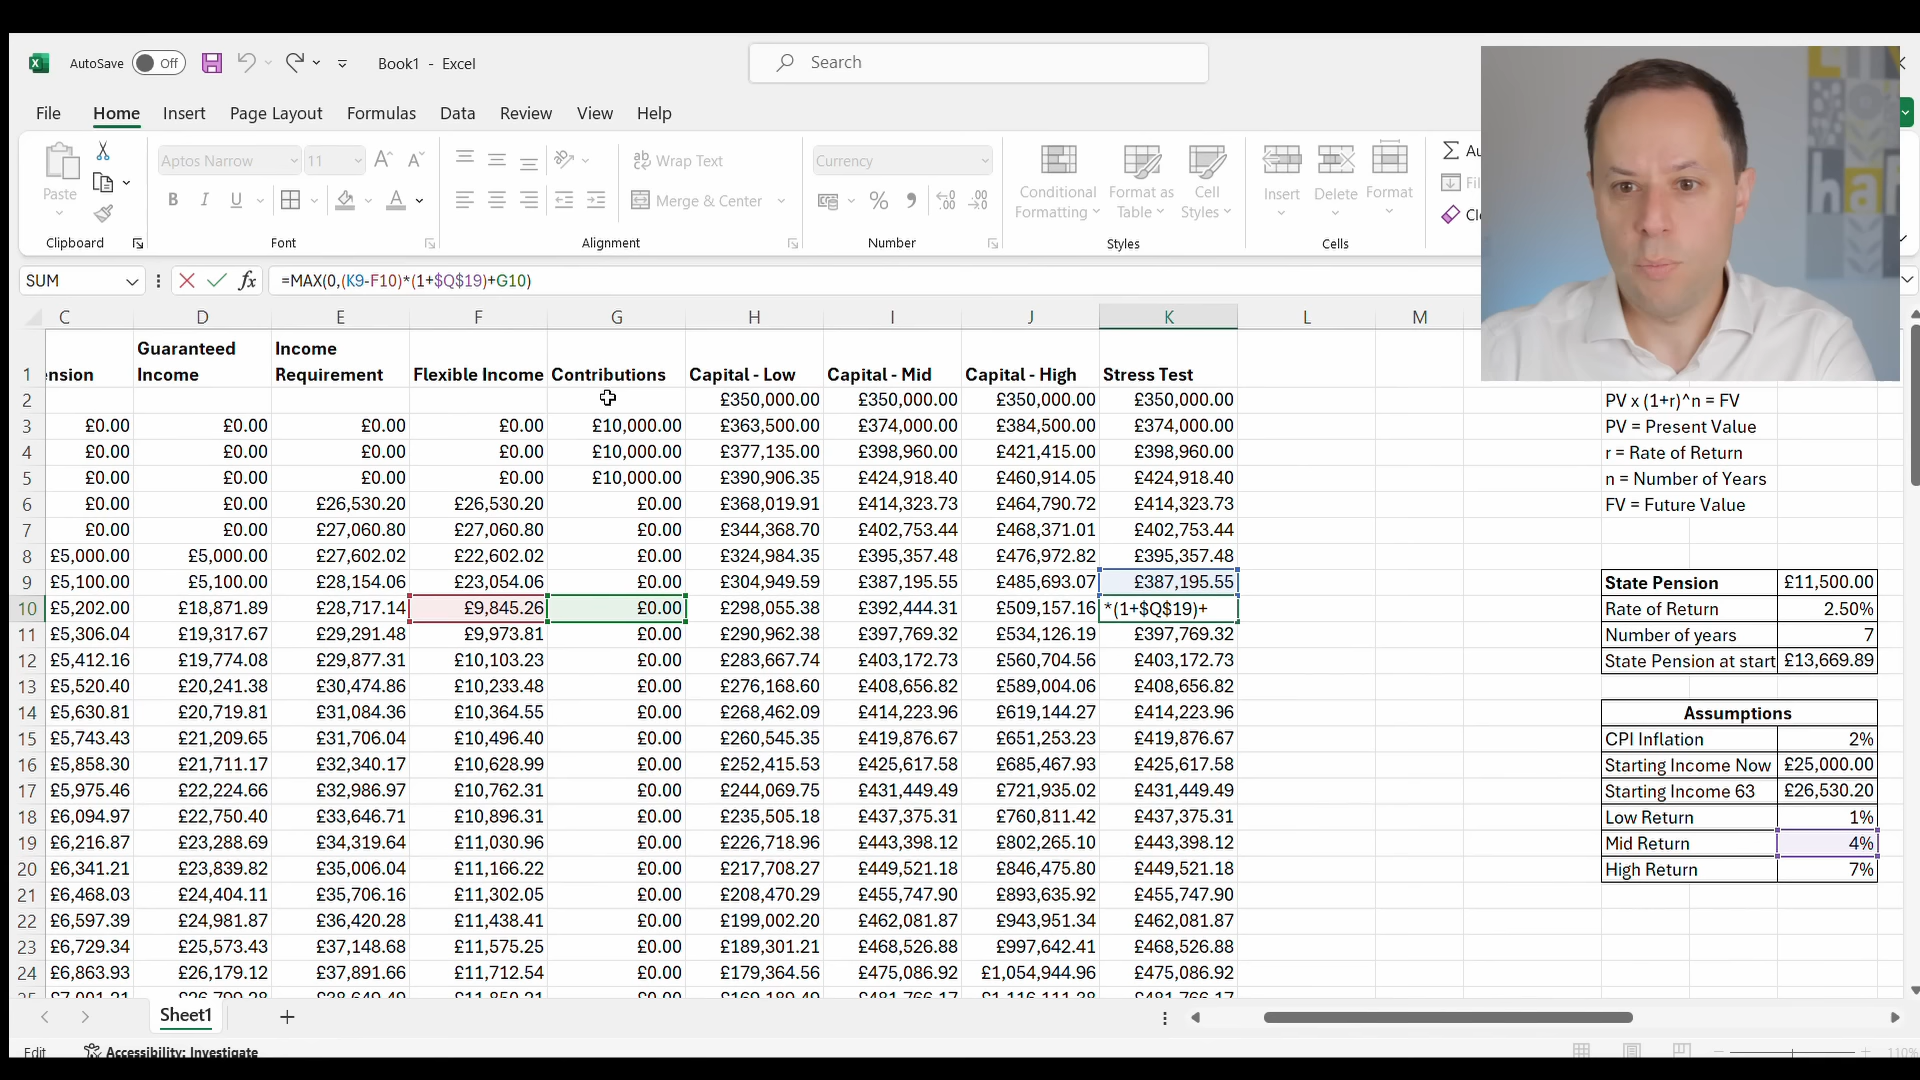 AutoSave Off Book1 - Excel Search
File Home Insert Page Layout Formulas Data Review View Help
Aptos Narrow 11 Wrap Text Currency
Paste B I U Merge & Center % Conditional Formatting Format as Table Cell Styles Insert Delete Format
Clipboard Font Alignment Number Styles Cells
SUM fx =MAX(0,(K9-F10)*(1+$Q$19)+G10)
C D E F G H I J K L M
1 nsion Guaranteed Income Income Requirement Flexible Income Contributions Capital - Low Capital - Mid Capital - High Stress Test
2 £350,000.00 £350,000.00 £350,000.00 £350,000.00 PV x (1+r)^n = FV
3 £0.00 £0.00 £0.00 £0.00 £10,000.00 £363,500.00 £374,000.00 £384,500.00 £374,000.00 PV = Present Value
4 £0.00 £0.00 £0.00 £0.00 £10,000.00 £377,135.00 £398,960.00 £421,415.00 £398,960.00 r = Rate of Return
5 £0.00 £0.00 £0.00 £0.00 £10,000.00 £390,906.35 £424,918.40 £460,914.05 £424,918.40 n = Number of Years
6 £0.00 £0.00 £26,530.20 £26,530.20 £0.00 £368,019.91 £414,323.73 £464,790.72 £414,323.73 FV = Future Value
7 £0.00 £0.00 £27,060.80 £27,060.80 £0.00 £344,368.70 £402,753.44 £468,371.01 £402,753.44
8 £5,000.00 £5,000.00 £27,602.02 £22,602.02 £0.00 £324,984.35 £395,357.48 £476,972.82 £395,357.48
9 £5,100.00 £5,100.00 £28,154.06 £23,054.06 £0.00 £304,949.59 £387,195.55 £485,693.07 £387,195.55 State Pension £11,500.00
10 £5,202.00 £18,871.89 £28,717.14 £9,845.26 £0.00 £298,055.38 £392,444.31 £509,157.16 *(1+$Q$19)+ Rate of Return 2.50%
11 £5,306.04 £19,317.67 £29,291.48 £9,973.81 £0.00 £290,962.38 £397,769.32 £534,126.19 £397,769.32 Number of years 7
12 £5,412.16 £19,774.08 £29,877.31 £10,103.23 £0.00 £283,667.74 £403,172.73 £560,704.56 £403,172.73 State Pension at start £13,669.89
13 £5,520.40 £20,241.38 £30,474.86 £10,233.48 £0.00 £276,168.60 £408,656.82 £589,004.06 £408,656.82
14 £5,630.81 £20,719.81 £31,084.36 £10,364.55 £0.00 £268,462.09 £414,223.96 £619,144.27 £414,223.96 Assumptions
15 £5,743.43 £21,209.65 £31,706.04 £10,496.40 £0.00 £260,545.35 £419,876.67 £651,253.23 £419,876.67 CPI Inflation 2%
16 £5,858.30 £21,711.17 £32,340.17 £10,628.99 £0.00 £252,415.53 £425,617.58 £685,467.93 £425,617.58 Starting Income Now £25,000.00
17 £5,975.46 £22,224.66 £32,986.97 £10,762.31 £0.00 £244,069.75 £431,449.49 £721,935.02 £431,449.49 Starting Income 63 £26,530.20
18 £6,094.97 £22,750.40 £33,646.71 £10,896.31 £0.00 £235,505.18 £437,375.31 £760,811.42 £437,375.31 Low Return 1%
19 £6,216.87 £23,288.69 £34,319.64 £11,030.96 £0.00 £226,718.96 £443,398.12 £802,265.10 £443,398.12 Mid Return 4%
20 £6,341.21 £23,839.82 £35,006.04 £11,166.22 £0.00 £217,708.27 £449,521.18 £846,475.80 £449,521.18 High Return 7%
21 £6,468.03 £24,404.11 £35,706.16 £11,302.05 £0.00 £208,470.29 £455,747.90 £893,635.92 £455,747.90
22 £6,597.39 £24,981.87 £36,420.28 £11,438.41 £0.00 £199,002.20 £462,081.87 £943,951.34 £462,081.87
23 £6,729.34 £25,573.43 £37,148.68 £11,575.25 £0.00 £189,301.21 £468,526.88 £997,642.41 £468,526.88
24 £6,863.93 £26,179.12 £37,891.66 £11,712.54 £0.00 £179,364.56 £475,086.92 £1,054,944.96 £475,086.92
Sheet1
Edit Accessibility: Investigate 110%